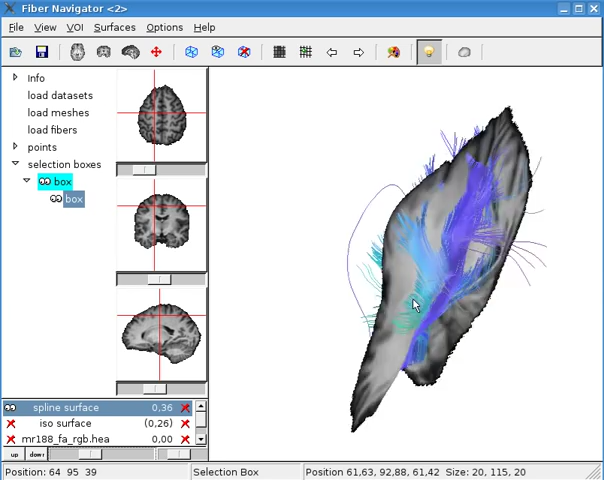 Fiber Navigator <2>
File View VOI Surfaces Options Help
Info
load datasets
load meshes
load fibers
points
selection boxes
box
box
spline surface 0,36
iso surface (0,26)
mr188_fa_rgb.hea 0,00
up down
Position: 64 95 39 Selection Box Position 61,63, 92,88, 61,42 Size: 20, 115, 20